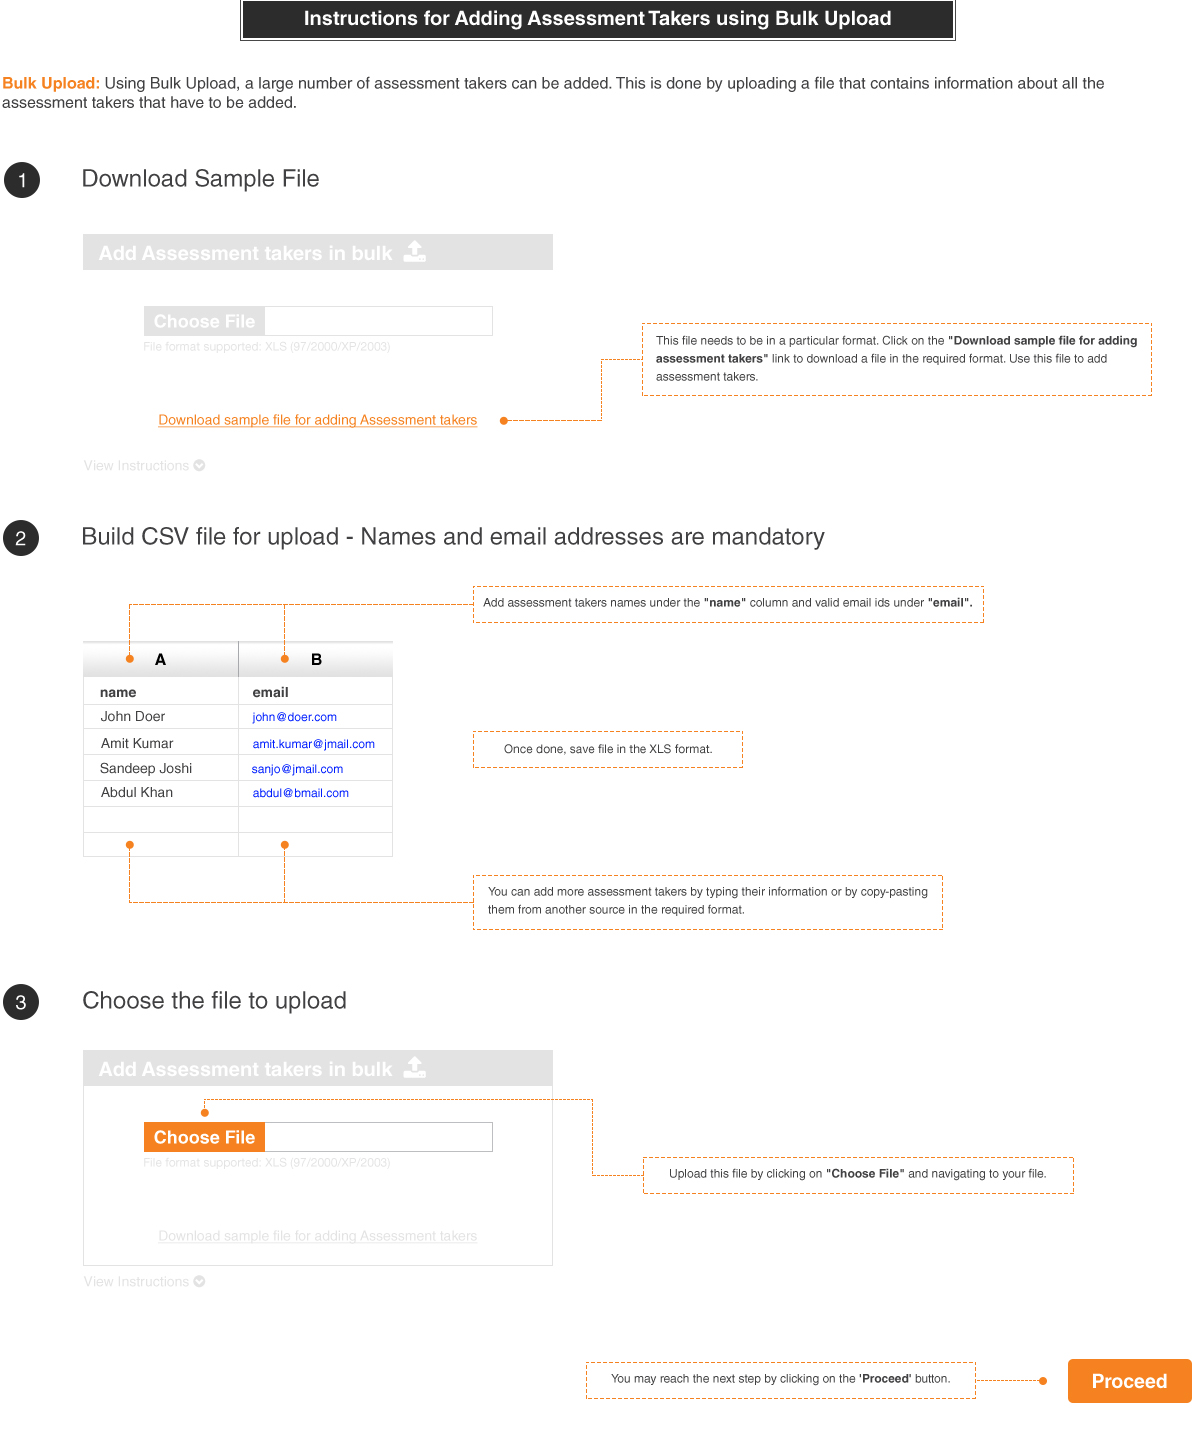 Instructions for Adding Assessment Takers using Bulk Upload
Bulk Upload: Using Bulk Upload, a large number of assessment takers can be added. This is done by uploading a file that contains information about all the
assessment takers that have to be added.
1 Download Sample File
Add Assessment takers in bulk
Choose File
File format supported: XLS (97/2000/XP/2003)
This file needs to be in a particular format. Click on the "Download sample file for adding
assessment takers" link to download a file in the required format. Use this file to add
assessment takers.
Download sample file for adding Assessment takers
View Instructions
2 Build CSV file for upload - Names and email addresses are mandatory
Add assessment takers names under the "name" column and valid email ids under "email".
A B
name email
John Doer john@doer.com
Amit Kumar amit.kumar@jmail.com
Sandeep Joshi sanjo@jmail.com
Abdul Khan abdul@bmail.com
Once done, save file in the XLS format.
You can add more assessment takers by typing their information or by copy-pasting
them from another source in the required format.
3 Choose the file to upload
Add Assessment takers in bulk
Choose File
File format supported: XLS (97/2000/XP/2003)
Upload this file by clicking on "Choose File" and navigating to your file.
Download sample file for adding Assessment takers
View Instructions
You may reach the next step by clicking on the 'Proceed' button.
Proceed